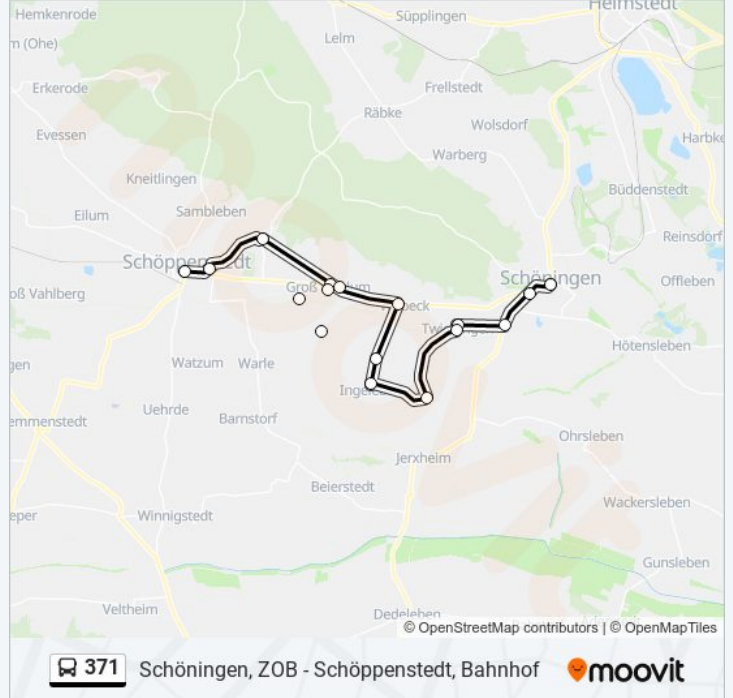 Hemkenrode
Süpplingen
Helmstedt
m (Ohe)
Lelm
Erkerode
Frellstedt
Räbke
Evessen
Wolsdorf
Harbke
Warberg
Kneitlingen
Büddenstedt
Eilum
Sambleben
Reinsdorf
Schöppenstedt
Schöningen
Offleben
oß Vahlberg
Groß
um
beck
Hötensleben
gen
Watzum
Warle
Uehrde
Barnstorf
emmenstedt
Ohrsleben
Jerxheim
Beierstedt
Wackersleben
eper
Winnigstedt
Gunsleben
Veltheim
Dedeleben
© OpenStreetMap contributors | © OpenMapTiles
371 Schöningen, ZOB - Schöppenstedt, Bahnhof moovit